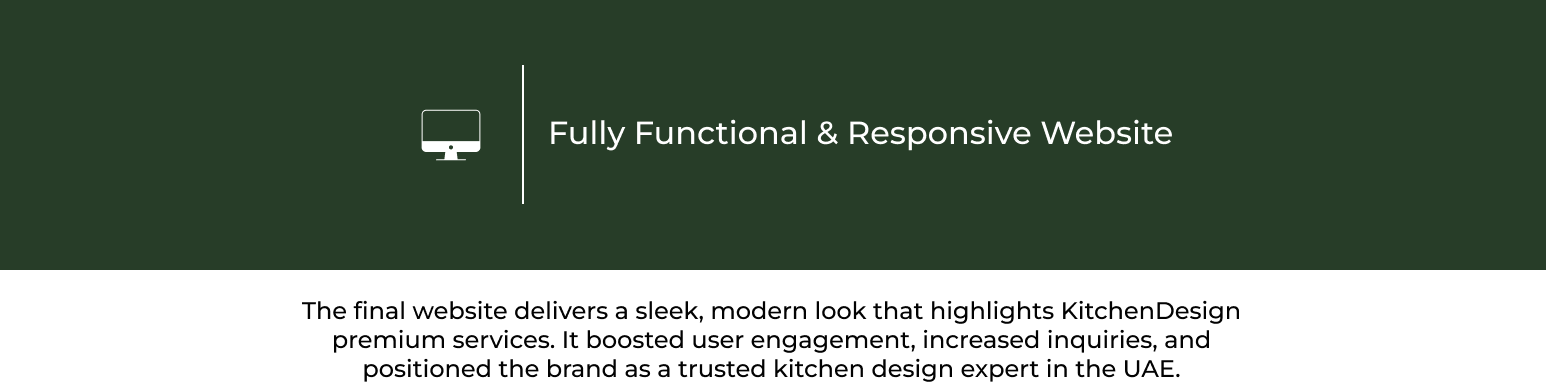 Fully Functional & Responsive Website
The final website delivers a sleek, modern look that highlights KitchenDesign
premium services. It boosted user engagement, increased inquiries, and
positioned the brand as a trusted kitchen design expert in the UAE.